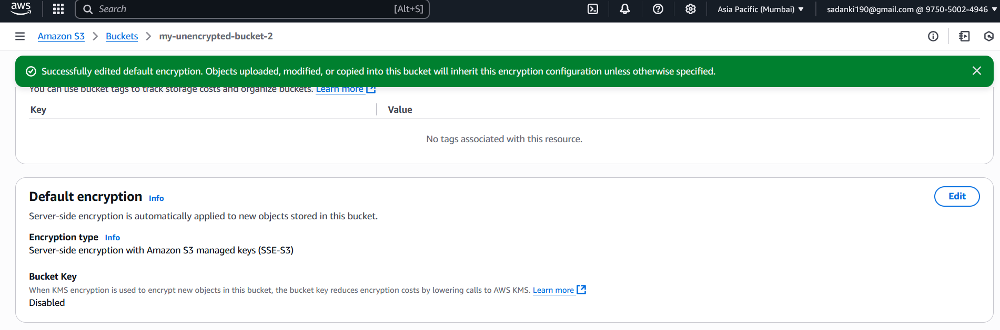 aws
Search [Alt+S] Asia Pacific (Mumbai) sadanki190@gmail.com @ 9750-5002-4946
Amazon S3 Buckets my-unencrypted-bucket-2
Successfully edited default encryption. Objects uploaded, modified, or copied into this bucket will inherit this encryption configuration unless otherwise specified.
You can use bucket tags to track storage costs and organize buckets. Learn more
Key Value
No tags associated with this resource.
Default encryption Info
Edit
Server-side encryption is automatically applied to new objects stored in this bucket.
Encryption type Info
Server-side encryption with Amazon S3 managed keys (SSE-S3)
Bucket Key
When KMS encryption is used to encrypt new objects in this bucket, the bucket key reduces encryption costs by lowering calls to AWS KMS. Learn more
Disabled